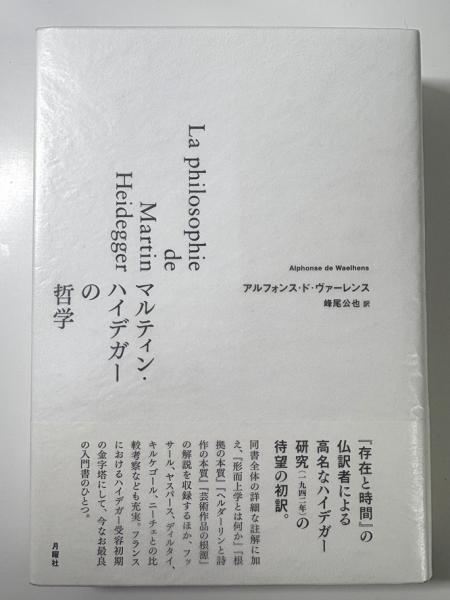 La philosophie
de
Martin
Heidegger
マルティン・
ハイデガー
の
哲学
Alphonse de Waelhens
アルフォンス・ド・ヴァーレンス
峰尾公也 訳
『存在と時間』の
仏訳者による
高名なハイデガー
研究(一九四二年)の
待望の初訳。
同書全体の詳細な註解に加
え、『形而上学とは何か』『根
拠の本質』『ヘルダーリンと詩
作の本質』『芸術作品の根源』
の解説を収録するほか、フッ
サール、ヤスパース、ディルタイ、
キルケゴール、ニーチェとの比
較考察なども充実。フランス
におけるハイデガー受容初期
の金字塔にして、今なお最良
の入門書のひとつ。
月曜社